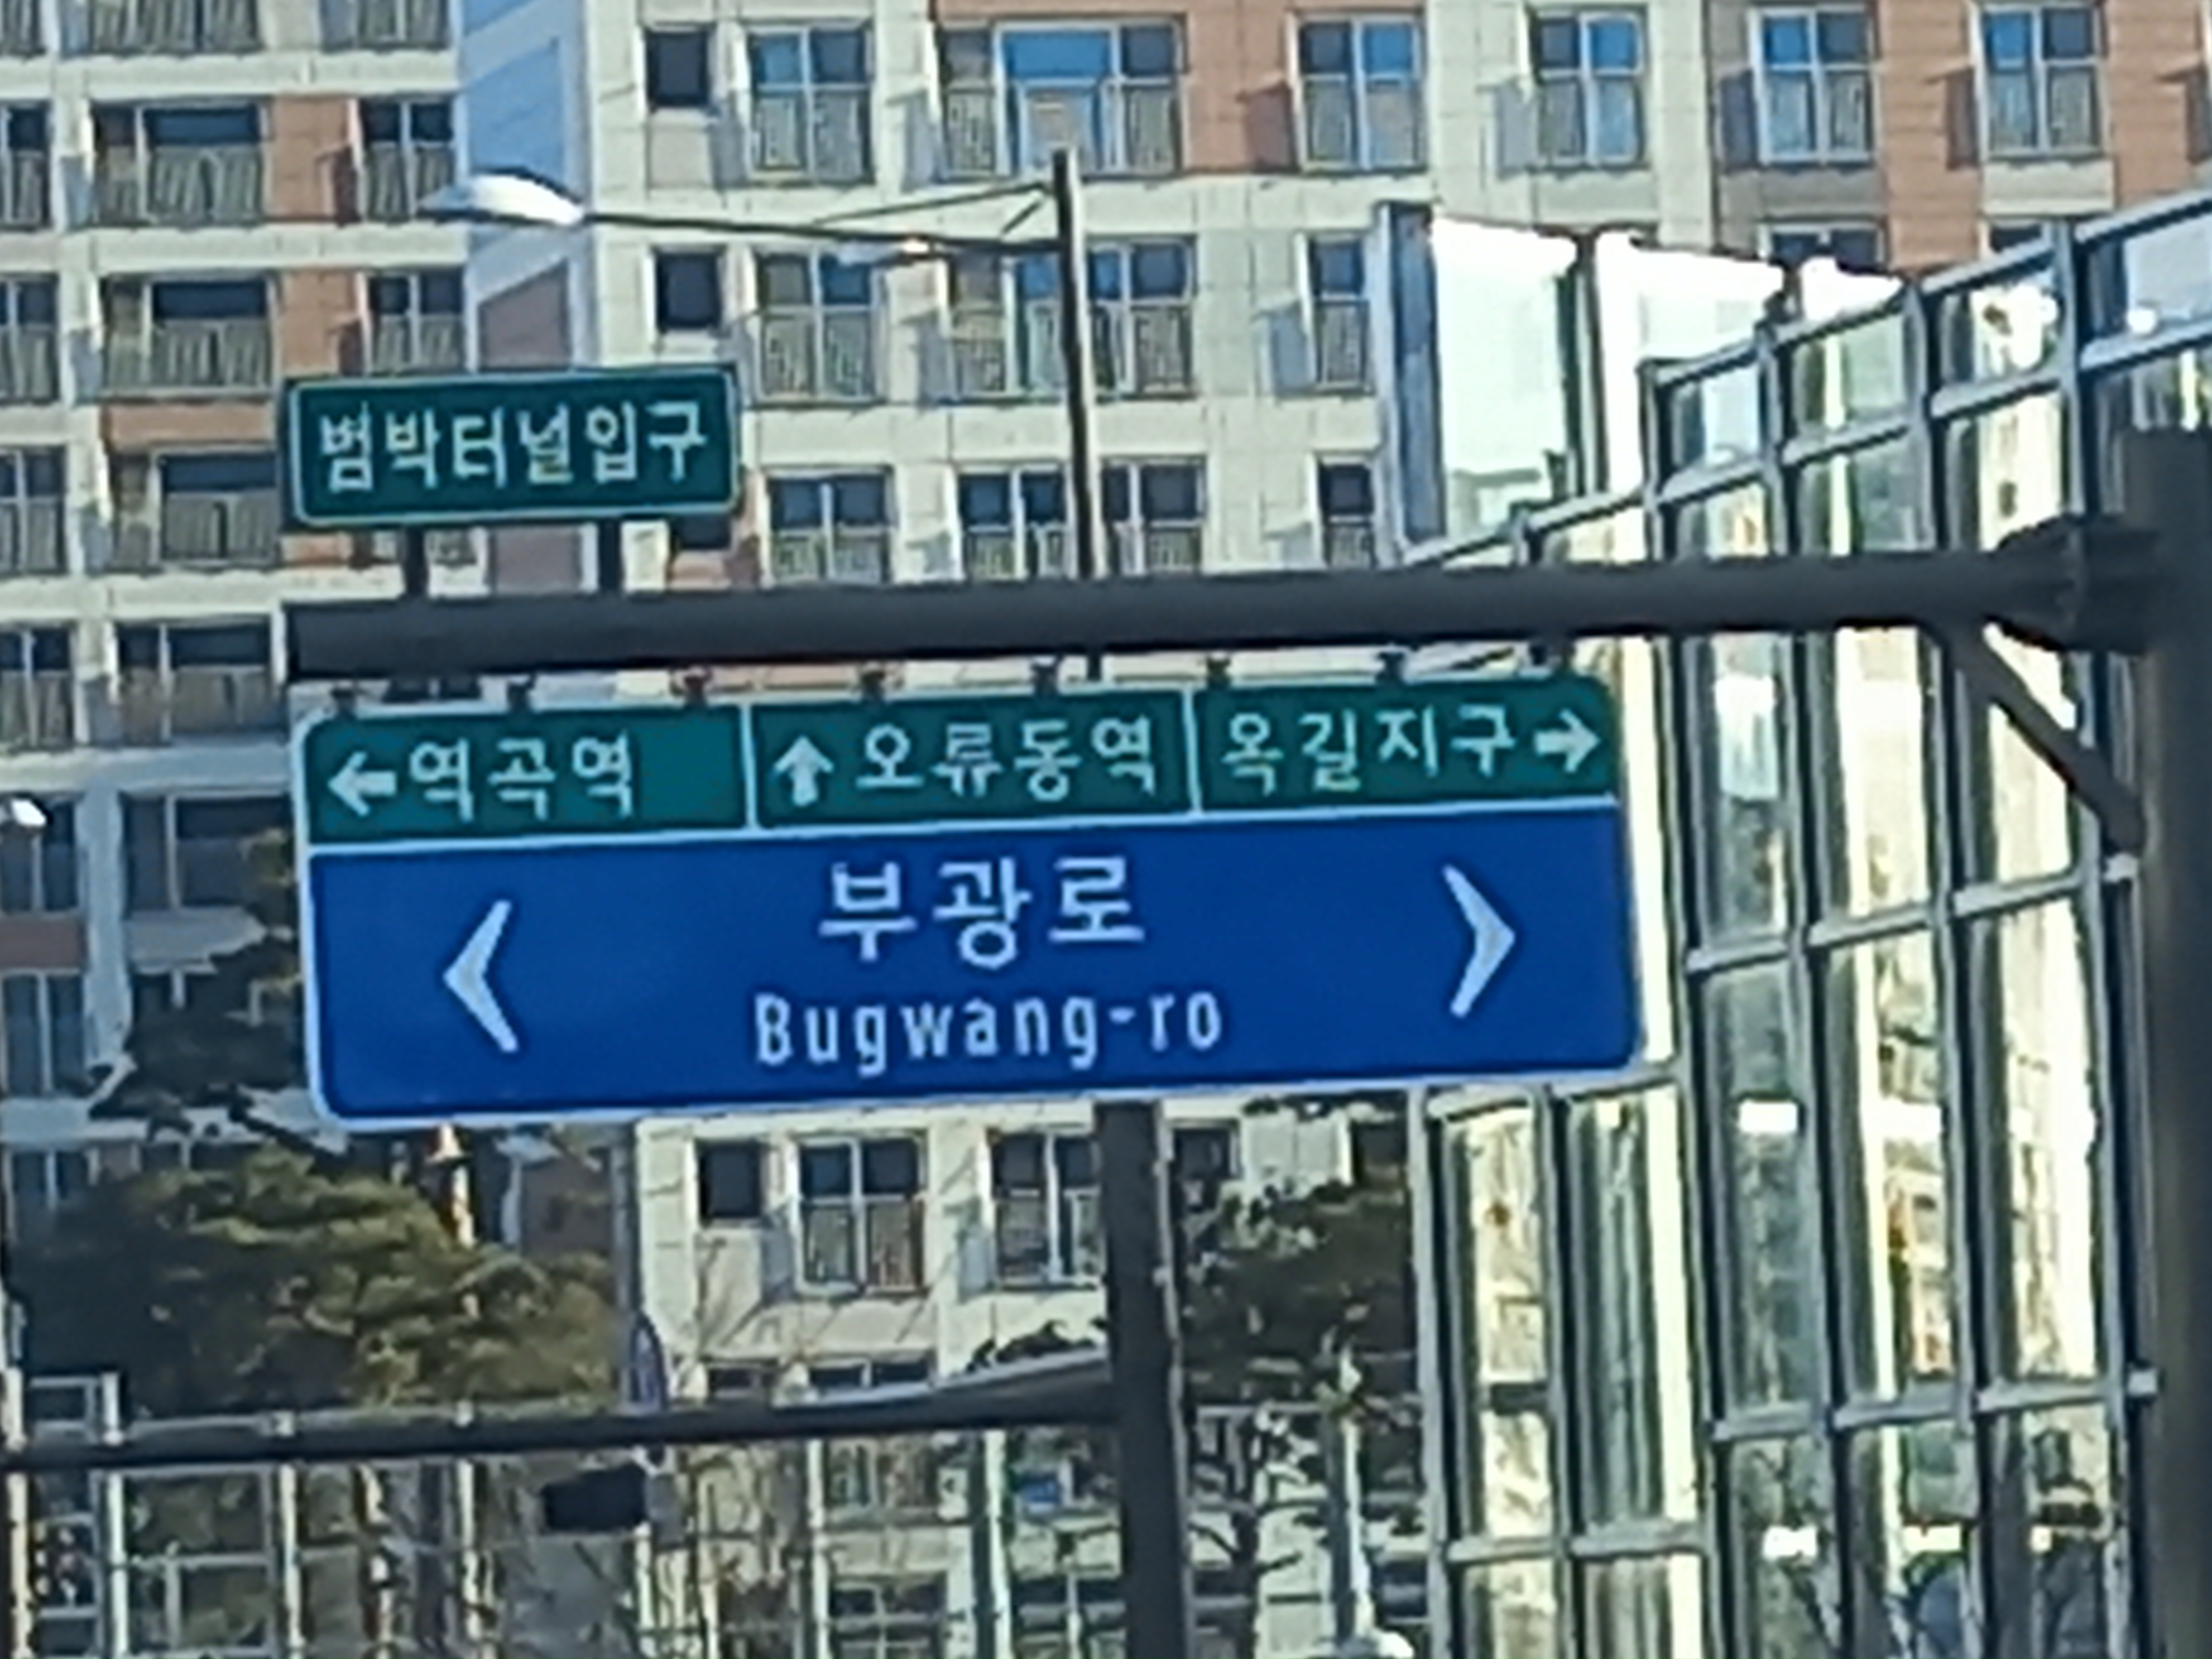 범박터널입구
←역곡역 ↑오류동역 옥길지구→
부광로
Bugwang-ro